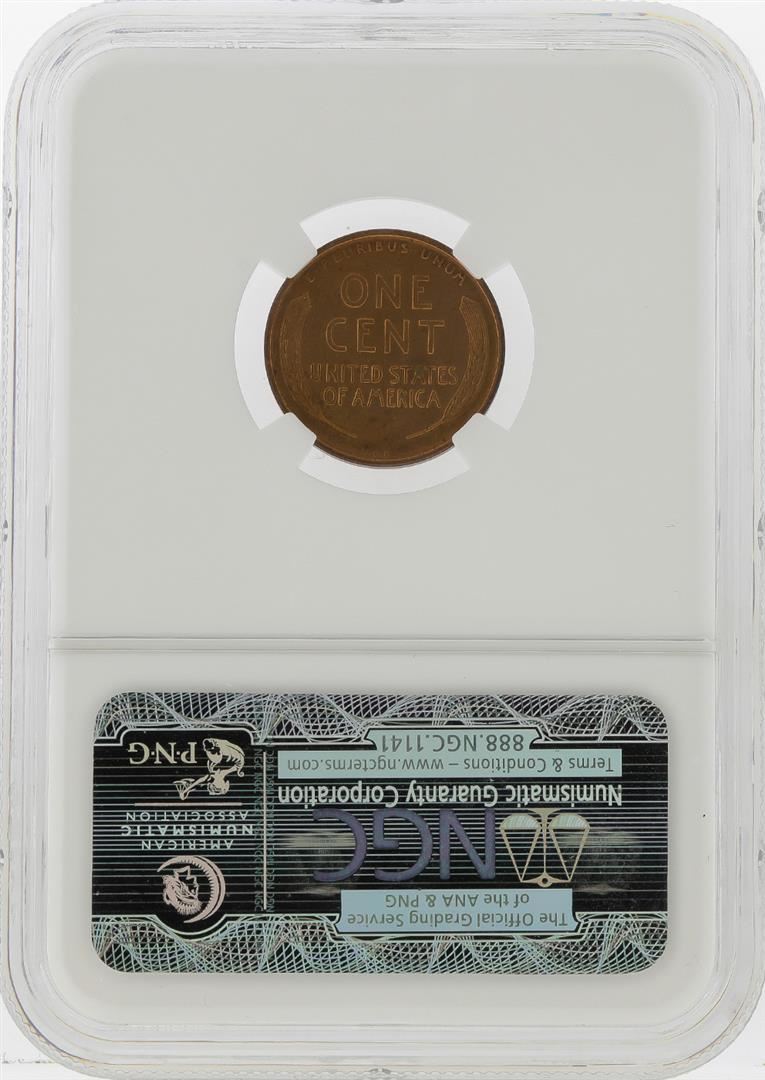 E·PLURIBUS·UNUM
ONE
CENT
UNITED STATES
OF AMERICA
The Official Grading Service
of the ANA & PNG
NGC
Numismatic Guaranty Corporation
Terms & Conditions – www.ngcterms.com
888.NGC.1141
AMERICAN
NUMISMATIC
ASSOCIATION
P·N·G